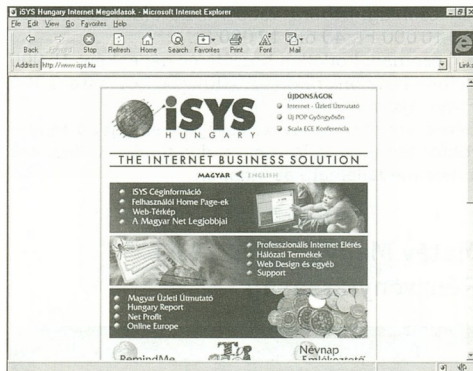 iSYS Hungary Internet Megoldások - Microsoft Internet Explorer
File Edit View Go Favorites Help
Back Forward Stop Refresh Home Search Favorites Print Font Mail
Address http://www.isys.hu
Links
iSYS
HUNGARY
ÚJDONSÁGOK
Internet - Üzleti Útmutató
Új POP Gyöngyösön
Scala ECE Konferencia
THE INTERNET BUSINESS SOLUTION
MAGYAR ENGLISH
iSYS Céginformáció
Felhasználói Home Page-ek
Web-Térkép
A Magyar Net Legjobbjai
Professzionális Internet Elérés
Hálózati Termékek
Web Design és egyéb
Support
Magyar Üzleti Útmutató
Hungary Report
Net Profit
Online Europe
RemindMe
Névnap
Emlékeztető